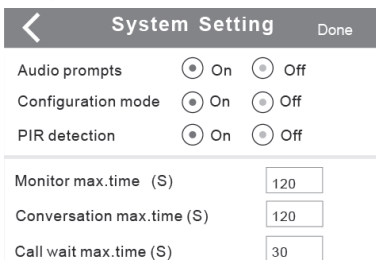 System Setting Done
Audio prompts On Off
Configuration mode On Off
PIR detection On Off
Monitor max.time (S) 120
Conversation max.time (S) 120
Call wait max.time (S) 30